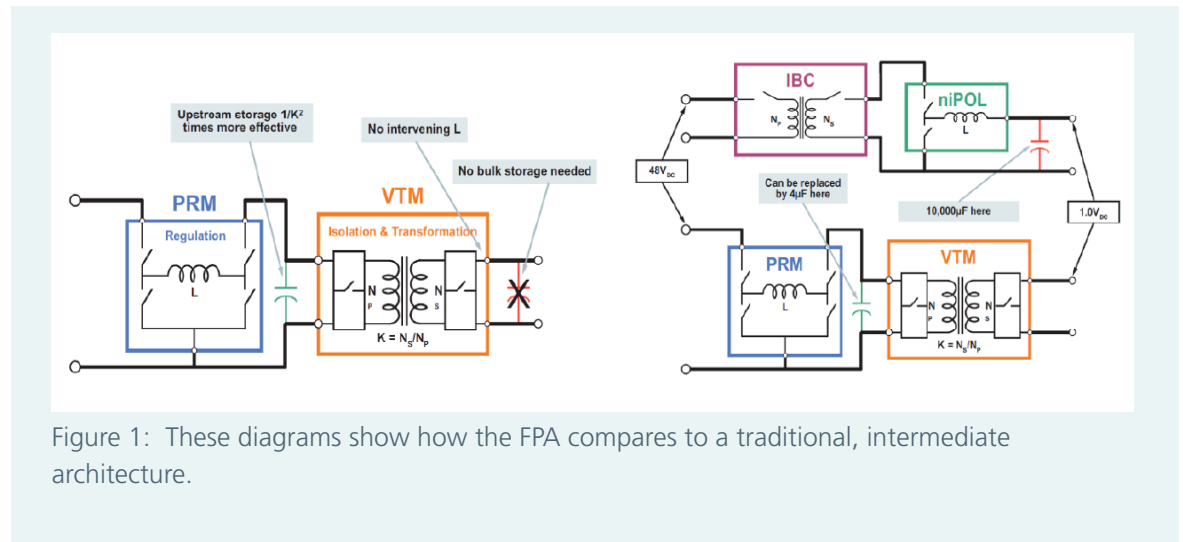 Upstream storage 1/K²
times more effective
No intervening L
No bulk storage needed
PRM
Regulation
L
VTM
Isolation & Transformation
N
P
N
S
K = NS/NP
IBC
NP
NS
niPOL
L
48VDC
Can be replaced
by 4µF here
10,000µF here
1.0VDC
PRM
L
VTM
N
P
N
S
K = NS/NP
Figure 1: These diagrams show how the FPA compares to a traditional, intermediate
architecture.